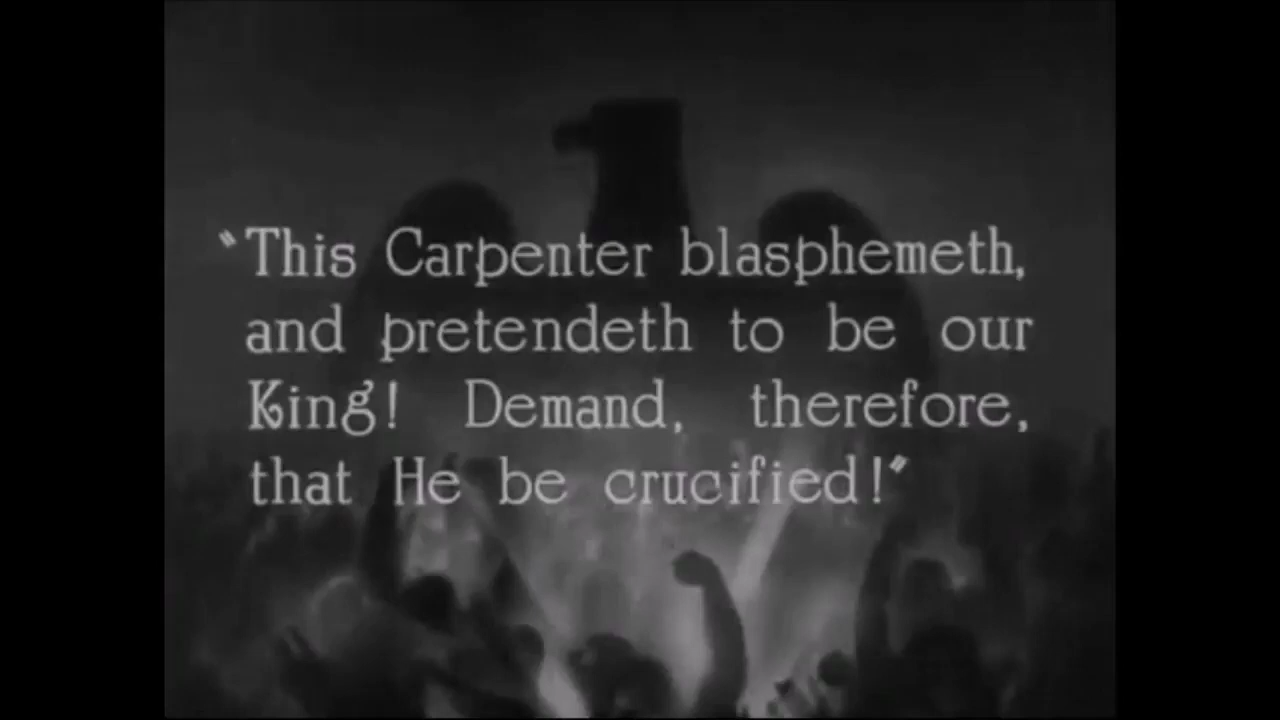 "This Carpenter blasphemeth,
and pretendeth to be our
King! Demand, therefore,
that He be crucified!"